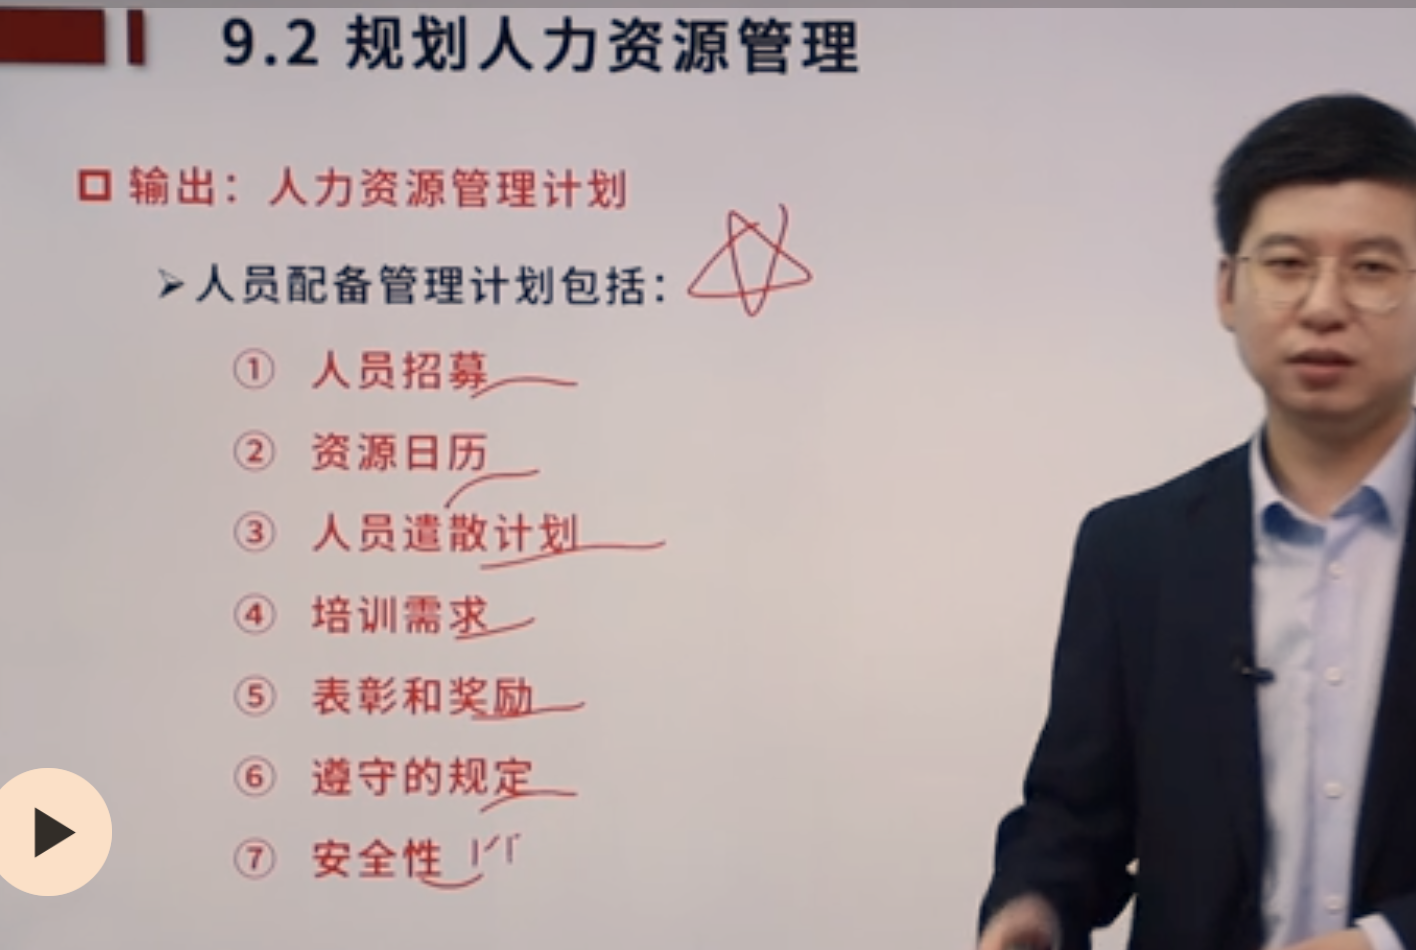 9.2 规划人力资源管理
输出：人力资源管理计划
人员配备管理计划包括：
① 人员招募
② 资源日历
③ 人员遣散计划
④ 培训需求
⑤ 表彰和奖励
⑥ 遵守的规定
⑦ 安全性